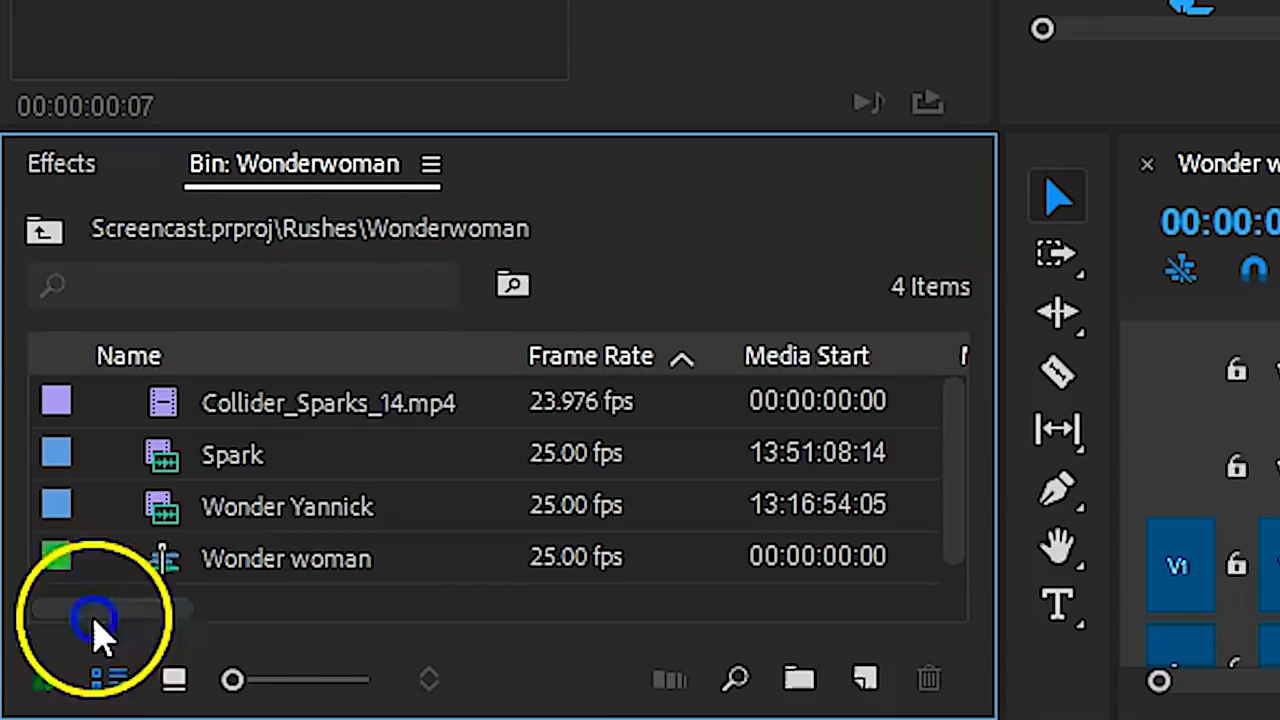 00:00:00:07
Effects
Bin: Wonderwoman
Screencast.prproj\Rushes\Wonderwoman
4 Items
Name Frame Rate Media Start
Collider_Sparks_14.mp4 23.976 fps 00:00:00:00
Spark 25.00 fps 13:51:08:14
Wonder Yannick 25.00 fps 13:16:54:05
Wonder woman 25.00 fps 00:00:00:00
Wonder w
00:00:0
V1